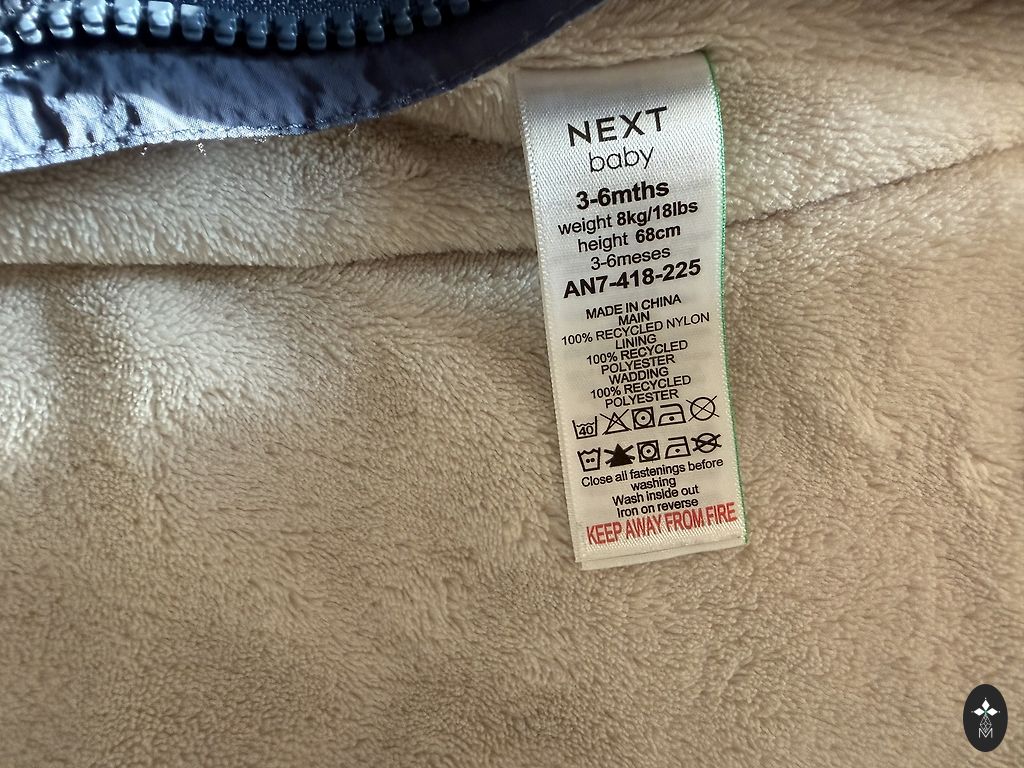 NEXT
baby
3-6mths
weight 8kg/18lbs
height 68cm
3-6meses
AN7-418-225
MADE IN CHINA
MAIN
100% RECYCLED NYLON
LINING
100% RECYCLED
POLYESTER
WADDING
100% RECYCLED
POLYESTER
40
Close all fastenings before
washing
Wash inside out
Iron on reverse
KEEP AWAY FROM FIRE
M